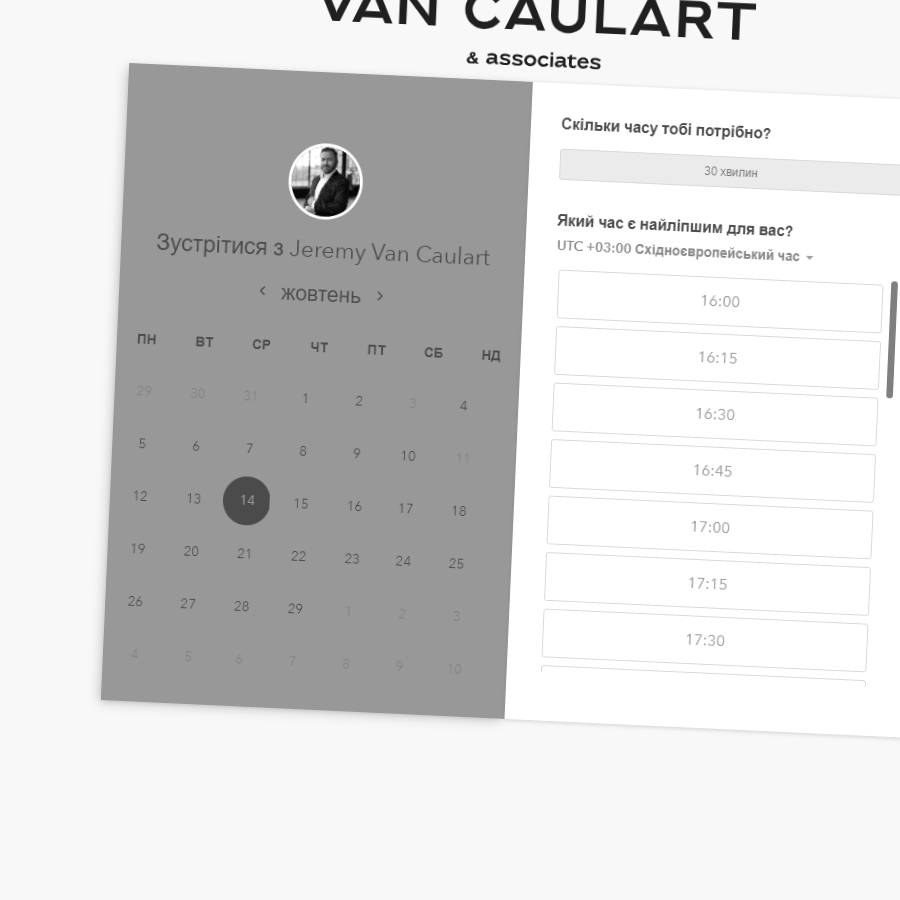 VAN CAULART
& associates
Зустрітися з Jeremy Van Caulart
‹ жовтень ›
ПН ВТ СР ЧТ ПТ СБ НД
29 30 31 1 2 3 4
5 6 7 8 9 10 11
12 13 14 15 16 17 18
19 20 21 22 23 24 25
26 27 28 29 1 2 3
4 5 6 7 8 9 10
Скільки часу тобі потрібно?
30 хвилин
Який час є найліпшим для вас?
UTC +03:00 Східноєвропейський час
16:00
16:15
16:30
16:45
17:00
17:15
17:30